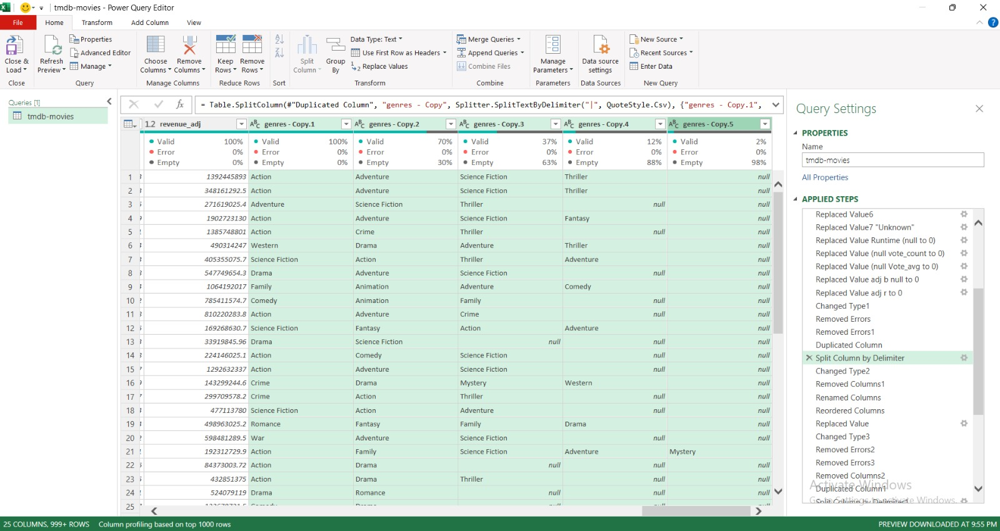 tmdb-movies - Power Query Editor
File Home Transform Add Column View
Close & Load
Close
Refresh Preview
Properties
Advanced Editor
Manage
Query
Choose Columns
Remove Columns
Manage Columns
Keep Rows
Remove Rows
Reduce Rows
Sort
Split Column
Group By
Data Type: Text
Use First Row as Headers
Replace Values
Transform
Merge Queries
Append Queries
Combine Files
Combine
Manage Parameters
Parameters
Data source settings
Data Sources
New Source
Recent Sources
Enter Data
New Query
Queries [1]
tmdb-movies
fx = Table.SplitColumn(#"Duplicated Column", "genres - Copy", Splitter.SplitTextByDelimiter("|", QuoteStyle.Csv), {"genres - Copy.1",
1.2 revenue_adj ABC genres - Copy.1 ABC genres - Copy.2 ABC genres - Copy.3 ABC genres - Copy.4 ABC genres - Copy.5
Valid 100% Valid 100% Valid 70% Valid 37% Valid 12% Valid 2%
Error 0% Error 0% Error 0% Error 0% Error 0% Error 0%
Empty 0% Empty 0% Empty 30% Empty 63% Empty 88% Empty 98%
1 1392445893 Action Adventure Science Fiction Thriller null
2 348161292.5 Action Adventure Science Fiction Thriller null
3 271619025.4 Adventure Science Fiction Thriller null null
4 1902723130 Action Adventure Science Fiction Fantasy null
5 1385748801 Action Crime Thriller null null
6 490314247 Western Drama Adventure Thriller null
7 405355075.7 Science Fiction Action Thriller Adventure null
8 547749654.3 Drama Adventure Science Fiction null null
9 1064192017 Family Animation Adventure Comedy null
10 785411574.7 Comedy Animation Family null null
11 810220283.8 Action Adventure Crime null null
12 169268630.7 Science Fiction Fantasy Action Adventure null
13 33919845.96 Drama Science Fiction null null null
14 224146025.1 Action Comedy Science Fiction null null
15 1292632337 Action Adventure Science Fiction null null
16 143299244.6 Crime Drama Mystery Western null
17 299709578.2 Crime Action Thriller null null
18 477113780 Science Fiction Action Adventure null null
19 498963025.2 Romance Fantasy Family Drama null
20 598481289.5 War Adventure Science Fiction null null
21 192312729.9 Action Family Science Fiction Adventure Mystery
22 84373003.72 Action Drama null null null
23 432851375 Action Drama Thriller null null
24 524079119 Drama Romance null null null
25
Query Settings
PROPERTIES
Name
tmdb-movies
All Properties
APPLIED STEPS
Replaced Value6
Replaced Value7 "Unknown"
Replaced Value Runtime (null to 0)
Replaced Value (null vote_count to 0)
Replaced Value (null Vote_avg to 0)
Replaced Value adj b null to 0
Replaced Value adj r to 0
Changed Type1
Removed Errors
Removed Errors1
Duplicated Column
Split Column by Delimiter
Changed Type2
Removed Columns1
Renamed Columns
Reordered Columns
Replaced Value
Changed Type3
Removed Errors2
Removed Errors3
Removed Columns2
Duplicated Column1
Activate Windows
25 COLUMNS, 999+ ROWS Column profiling based on top 1000 rows PREVIEW DOWNLOADED AT 9:55 PM